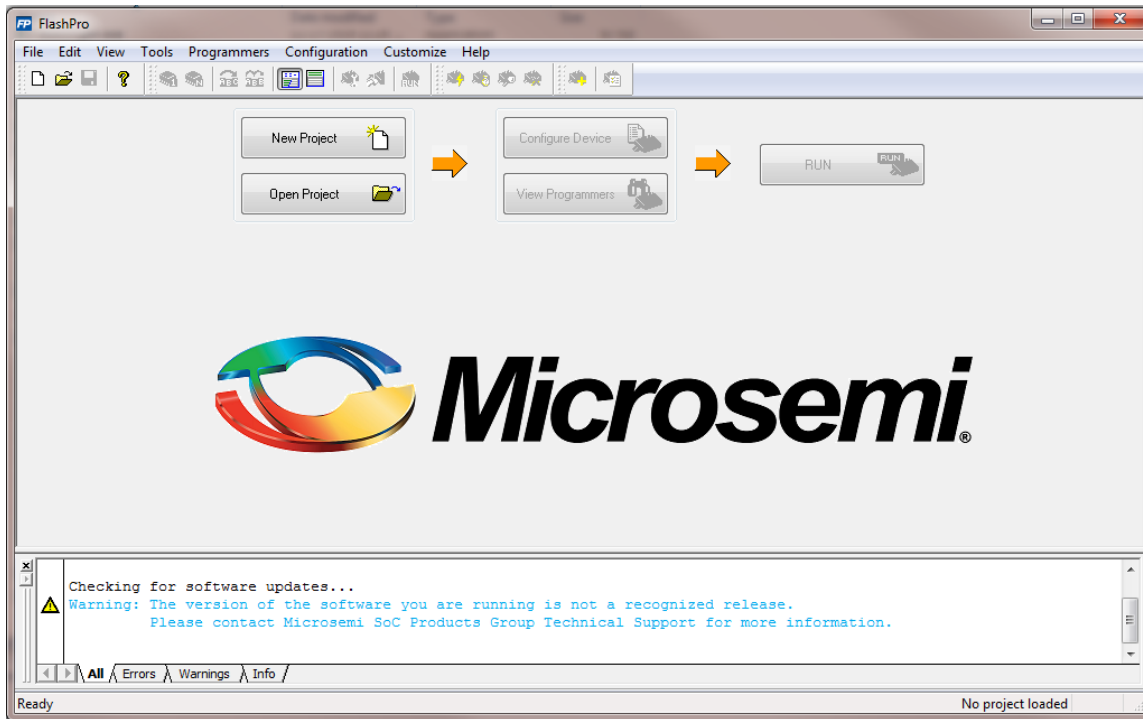 FP FlashPro
File Edit View Tools Programmers Configuration Customize Help
New Project
Configure Device
RUN
RUN
Open Project
View Programmers
Microsemi®
Checking for software updates...
Warning: The version of the software you are running is not a recognized release.
Please contact Microsemi SoC Products Group Technical Support for more information.
All Errors Warnings Info
Ready No project loaded